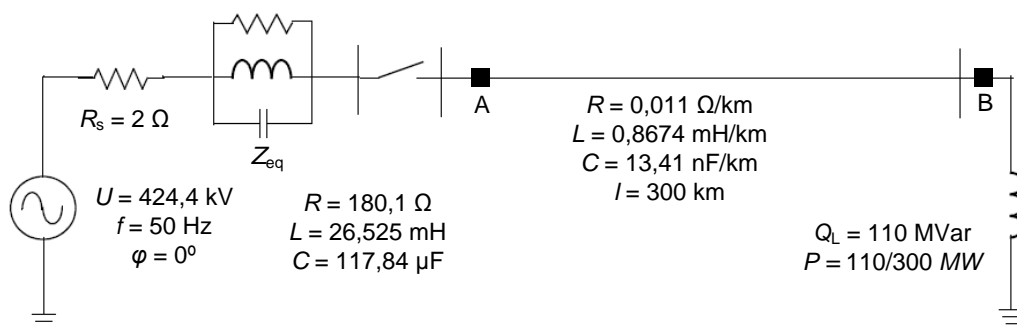 R_s = 2 Ω
Z_eq
U = 424,4 kV
f = 50 Hz
φ = 0º
R = 180,1 Ω
L = 26,525 mH
C = 117,84 µF
A
R = 0,011 Ω/km
L = 0,8674 mH/km
C = 13,41 nF/km
l = 300 km
B
Q_L = 110 MVar
P = 110/300 MW